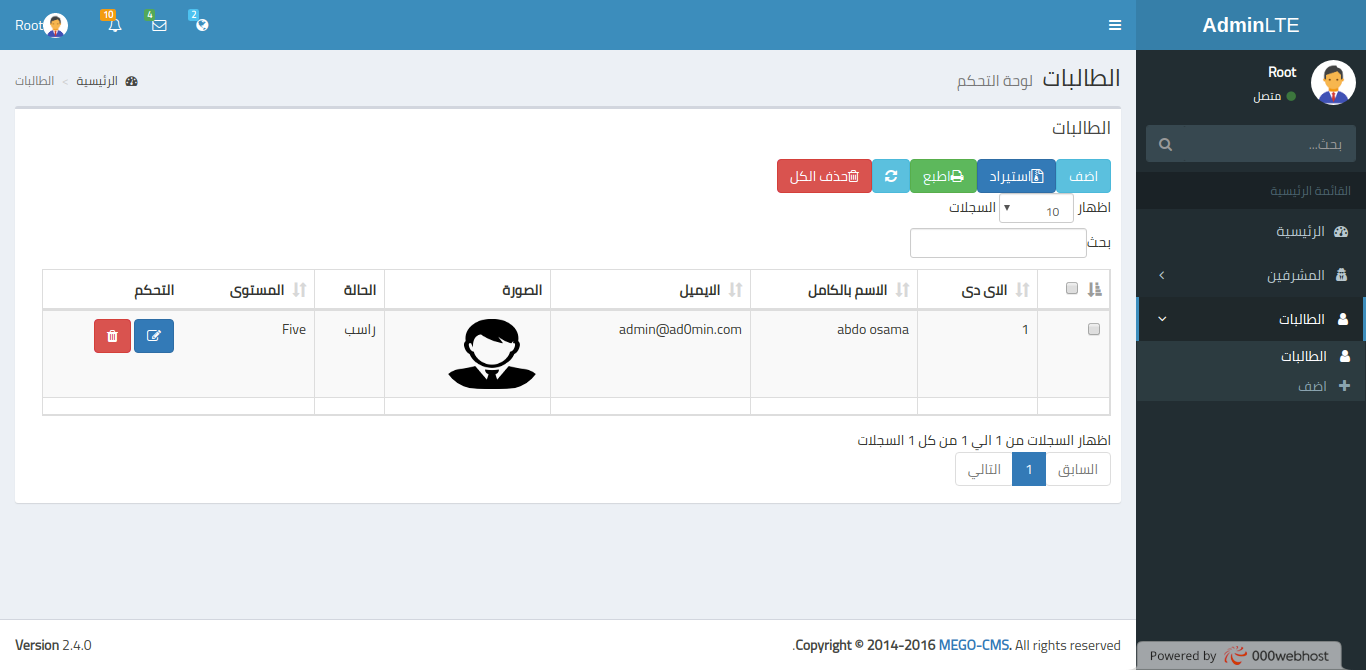 AdminLTE
Root
10
4
2
Root
متصل
بحث...
القائمة الرئيسية
الرئيسية
المشرفين
الطالبات
الطالبات
اضف
الطالبات لوحة التحكم
الرئيسية > الطالبات
الطالبات
اضف استيراد اطبع حذف الكل
اظهار 10 السجلات
بحث
الاى دى الاسم بالكامل الايميل الصورة الحالة المستوى التحكم
1 abdo osama admin@ad0min.com راسب Five
اظهار السجلات من 1 الي 1 من كل 1 السجلات
السابق 1 التالي
Copyright © 2014-2016 MEGO-CMS. All rights reserved.
Version 2.4.0
Powered by 000webhost